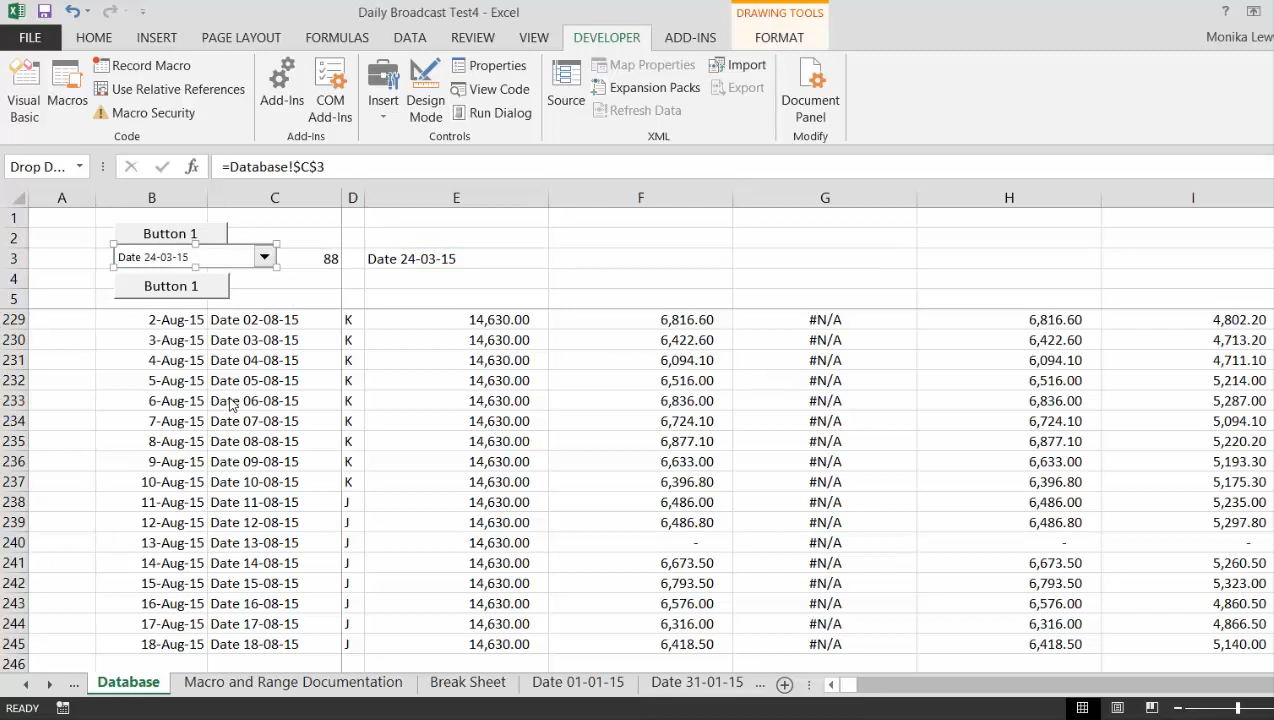 Daily Broadcast Test4 - Excel
DRAWING TOOLS
?
FILE HOME INSERT PAGE LAYOUT FORMULAS DATA REVIEW VIEW DEVELOPER ADD-INS FORMAT
Monika Lew
Visual Basic
Macros
Record Macro
Use Relative References
Macro Security
Code
Add-Ins
COM Add-Ins
Add-Ins
Insert
Design Mode
Properties
View Code
Run Dialog
Controls
Source
Map Properties
Expansion Packs
Refresh Data
Import
Export
XML
Document Panel
Modify
Drop D... fx =Database!$C$3
A B C D E F G H I
1
2 Button 1
3 Date 24-03-15 88 Date 24-03-15
4 Button 1
5
229 2-Aug-15 Date 02-08-15 K 14,630.00 6,816.60 #N/A 6,816.60 4,802.20
230 3-Aug-15 Date 03-08-15 K 14,630.00 6,422.60 #N/A 6,422.60 4,713.20
231 4-Aug-15 Date 04-08-15 K 14,630.00 6,094.10 #N/A 6,094.10 4,711.10
232 5-Aug-15 Date 05-08-15 K 14,630.00 6,516.00 #N/A 6,516.00 5,214.00
233 6-Aug-15 Date 06-08-15 K 14,630.00 6,836.00 #N/A 6,836.00 5,287.00
234 7-Aug-15 Date 07-08-15 K 14,630.00 6,724.10 #N/A 6,724.10 5,094.10
235 8-Aug-15 Date 08-08-15 K 14,630.00 6,877.10 #N/A 6,877.10 5,220.20
236 9-Aug-15 Date 09-08-15 K 14,630.00 6,633.00 #N/A 6,633.00 5,193.30
237 10-Aug-15 Date 10-08-15 K 14,630.00 6,396.80 #N/A 6,396.80 5,175.30
238 11-Aug-15 Date 11-08-15 J 14,630.00 6,486.00 #N/A 6,486.00 5,235.00
239 12-Aug-15 Date 12-08-15 J 14,630.00 6,486.80 #N/A 6,486.80 5,297.80
240 13-Aug-15 Date 13-08-15 J 14,630.00 - #N/A - -
241 14-Aug-15 Date 14-08-15 J 14,630.00 6,673.50 #N/A 6,673.50 5,260.50
242 15-Aug-15 Date 15-08-15 J 14,630.00 6,793.50 #N/A 6,793.50 5,323.00
243 16-Aug-15 Date 16-08-15 J 14,630.00 6,576.00 #N/A 6,576.00 4,860.50
244 17-Aug-15 Date 17-08-15 J 14,630.00 6,316.00 #N/A 6,316.00 4,866.50
245 18-Aug-15 Date 18-08-15 J 14,630.00 6,418.50 #N/A 6,418.50 5,140.00
246
... Database Macro and Range Documentation Break Sheet Date 01-01-15 Date 31-01-15 ...
READY